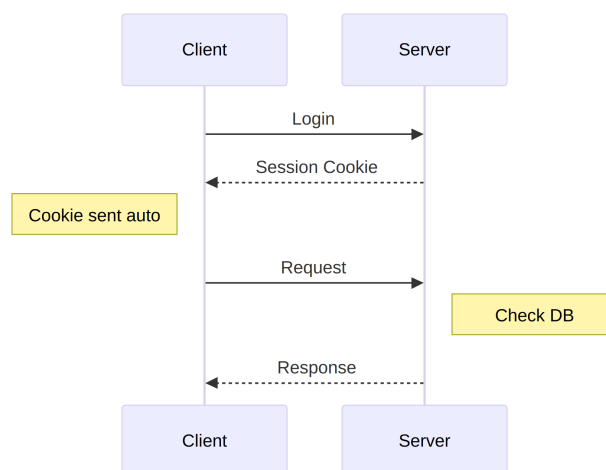 Client
Server
Login
Session Cookie
Cookie sent auto
Request
Check DB
Response
Client
Server